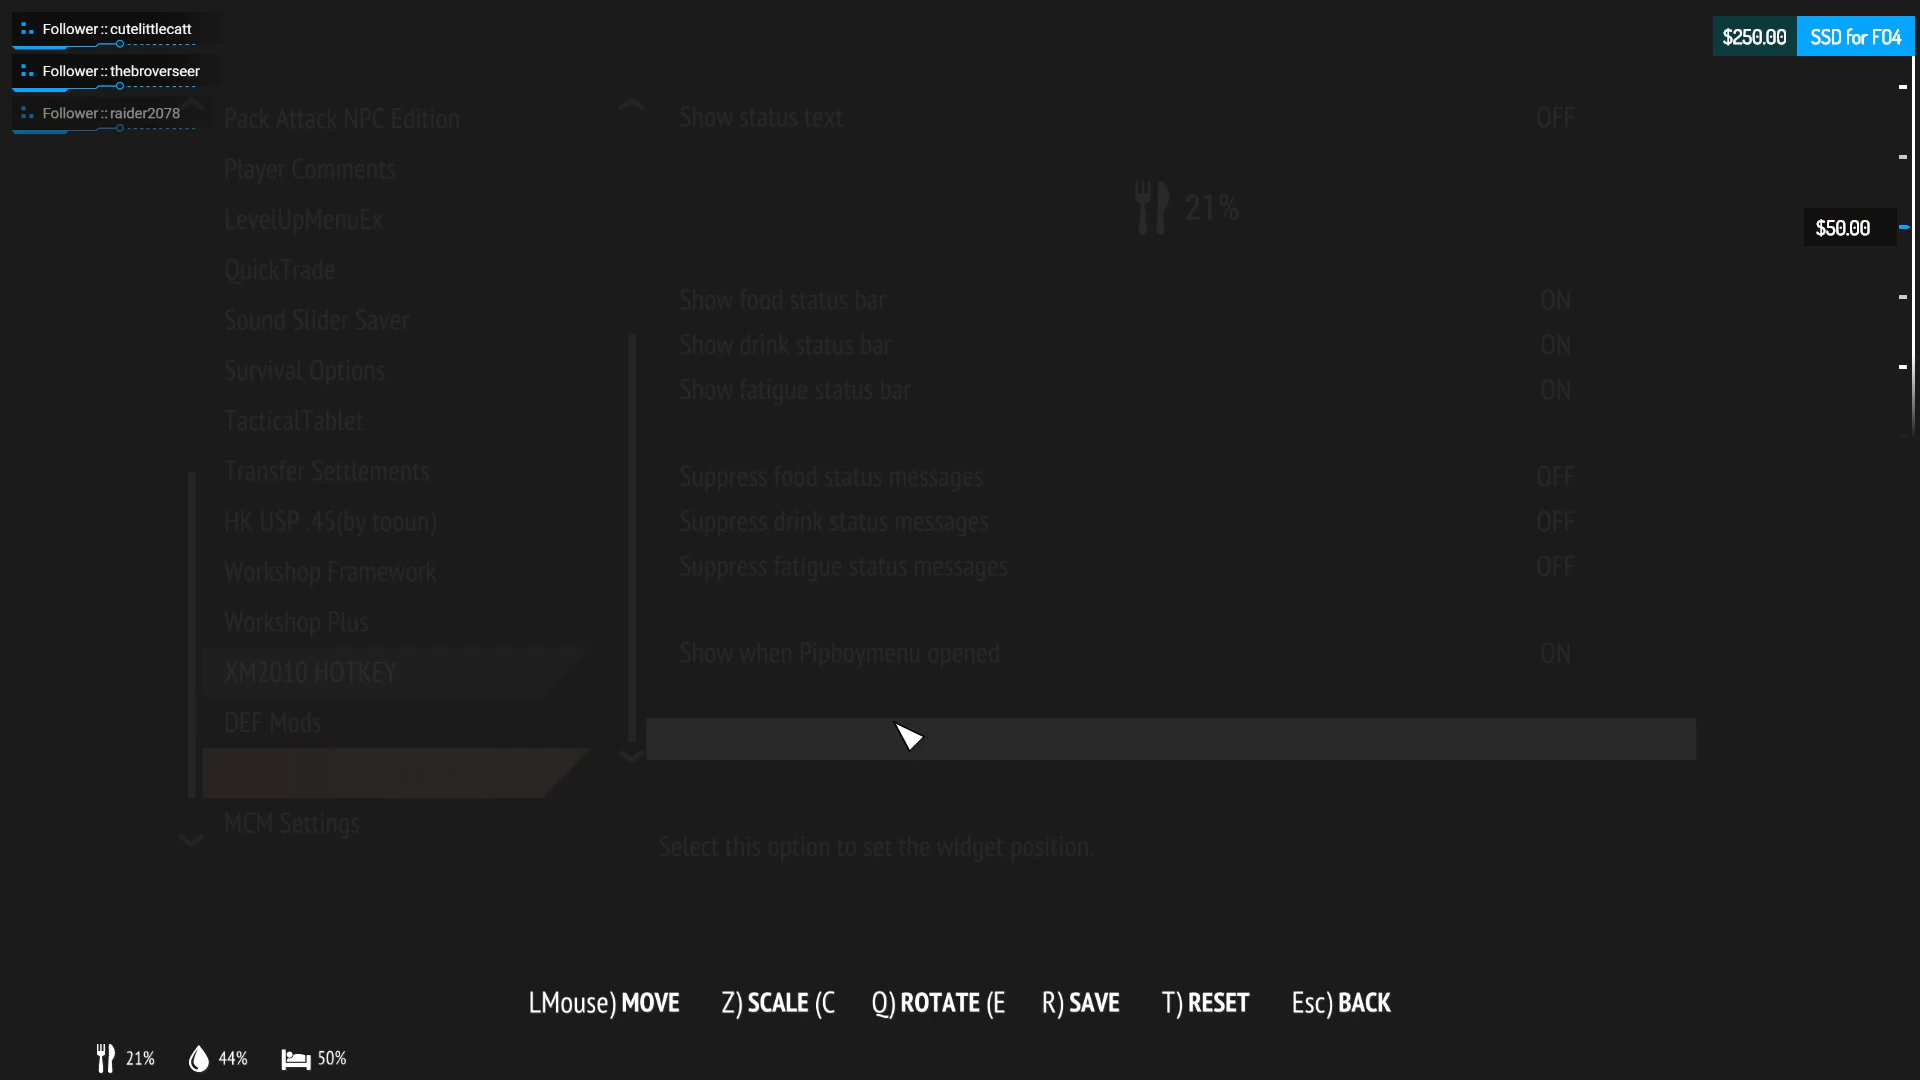 Follower :: cutelittlecatt
Follower :: thebroverseer
Follower :: raider2078
$250.00 SSD for FO4
$50.00
Pack Attack NPC Edition
Player Comments
LevelUpMenuEx
QuickTrade
Sound Slider Saver
Survival Options
TacticalTablet
Transfer Settlements
HK USP .45(by tooun)
Workshop Framework
Workshop Plus
XM2010 HOTKEY
DEF Mods
MCM Settings
Show status text OFF
21%
Show food status bar ON
Show drink status bar ON
Show fatigue status bar ON
Suppress food status messages OFF
Suppress drink status messages OFF
Suppress fatigue status messages OFF
Show when Pipboymenu opened ON
Select this option to set the widget position.
LMouse) MOVE Z) SCALE (C Q) ROTATE (E R) SAVE T) RESET Esc) BACK
21% 44% 50%